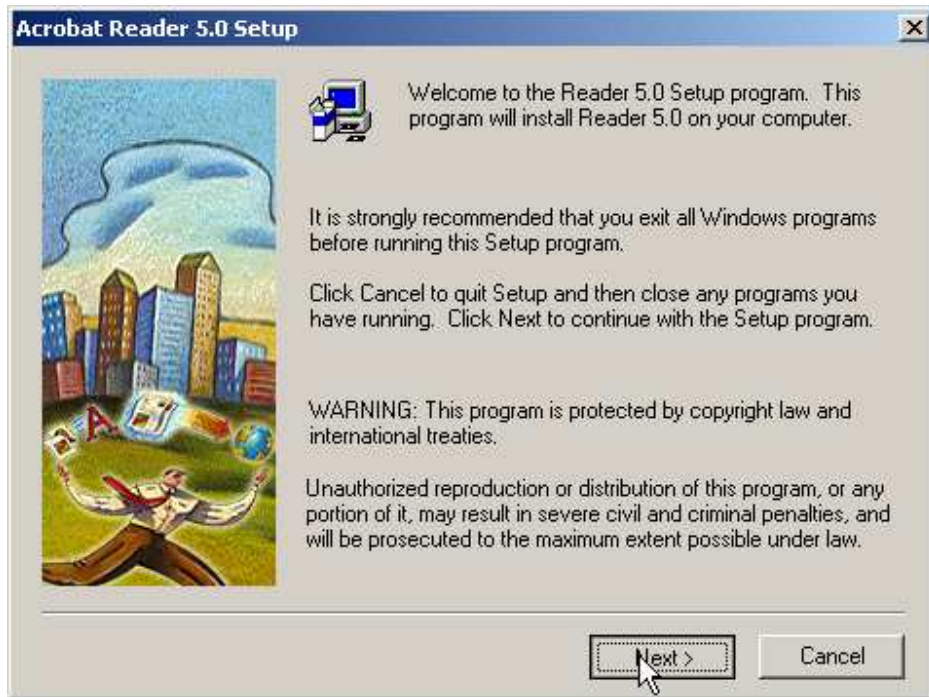 Acrobat Reader 5.0 Setup
Welcome to the Reader 5.0 Setup program.  This
program will install Reader 5.0 on your computer.
It is strongly recommended that you exit all Windows programs
before running this Setup program.
Click Cancel to quit Setup and then close any programs you
have running.  Click Next to continue with the Setup program.
WARNING: This program is protected by copyright law and
international treaties.
Unauthorized reproduction or distribution of this program, or any
portion of it, may result in severe civil and criminal penalties, and
will be prosecuted to the maximum extent possible under law.
a A
Next >
Cancel